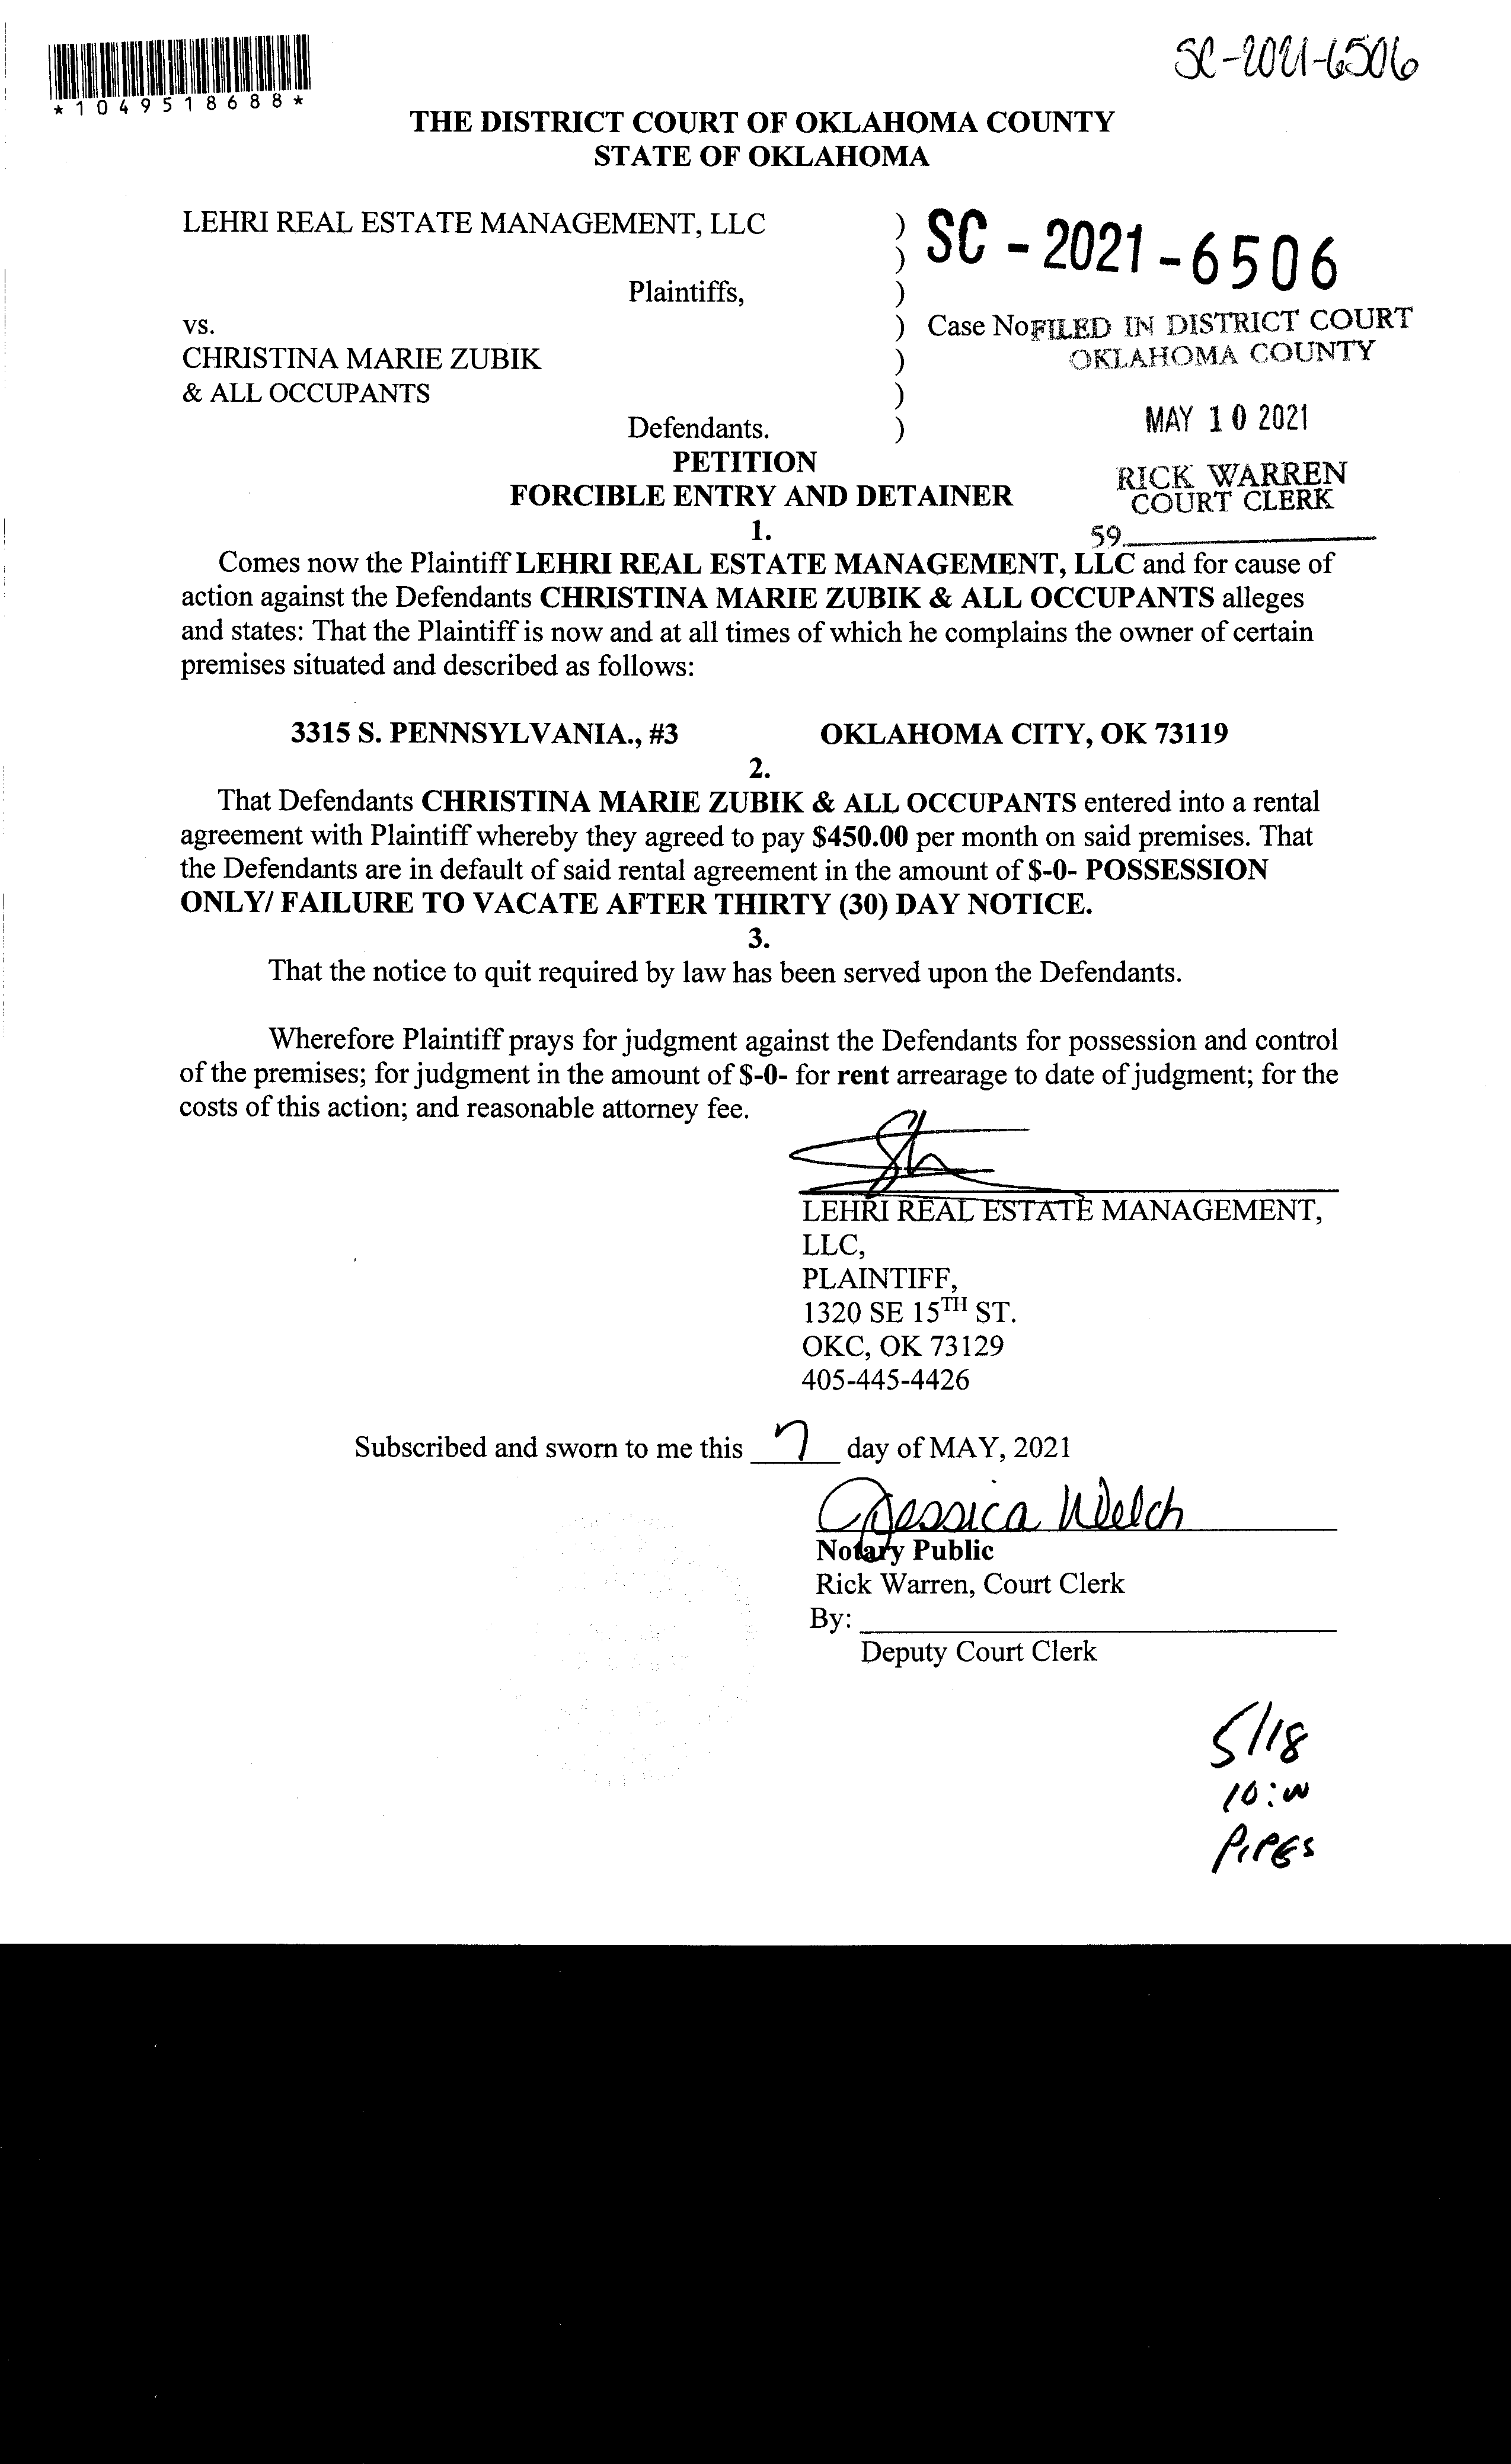 SC-2021-6506
*1049518688*
THE DISTRICT COURT OF OKLAHOMA COUNTY
STATE OF OKLAHOMA
LEHRI REAL ESTATE MANAGEMENT, LLC )
) SC-2021-6506
Plaintiffs, )
vs. ) Case No FILED IN DISTRICT COURT
OKLAHOMA COUNTY
CHRISTINA MARIE ZUBIK )
& ALL OCCUPANTS )
MAY 10 2021
Defendants. )
PETITION
RICK WARREN
FORCIBLE ENTRY AND DETAINER
COURT CLERK
1.
59
Comes now the Plaintiff LEHRI REAL ESTATE MANAGEMENT, LLC and for cause of
action against the Defendants CHRISTINA MARIE ZUBIK & ALL OCCUPANTS alleges
and states: That the Plaintiff is now and at all times of which he complains the owner of certain
premises situated and described as follows:
3315 S. PENNSYLVANIA., #3 OKLAHOMA CITY, OK 73119
2.
That Defendants CHRISTINA MARIE ZUBIK & ALL OCCUPANTS entered into a rental
agreement with Plaintiff whereby they agreed to pay $450.00 per month on said premises. That
the Defendants are in default of said rental agreement in the amount of $-0- POSSESSION
ONLY/ FAILURE TO VACATE AFTER THIRTY (30) DAY NOTICE.
3.
That the notice to quit required by law has been served upon the Defendants.
Wherefore Plaintiff prays for judgment against the Defendants for possession and control
of the premises; for judgment in the amount of $-0- for rent arrearage to date of judgment; for the
costs of this action; and reasonable attorney fee.
LEHRI REAL ESTATE MANAGEMENT,
LLC,
PLAINTIFF,
1320 SE 15TH ST.
OKC, OK 73129
405-445-4426
Subscribed and sworn to me this 7 day of MAY, 2021
Jessica Welch
Notary Public
Rick Warren, Court Clerk
By:
Deputy Court Clerk
5/18
10:00
PIPES